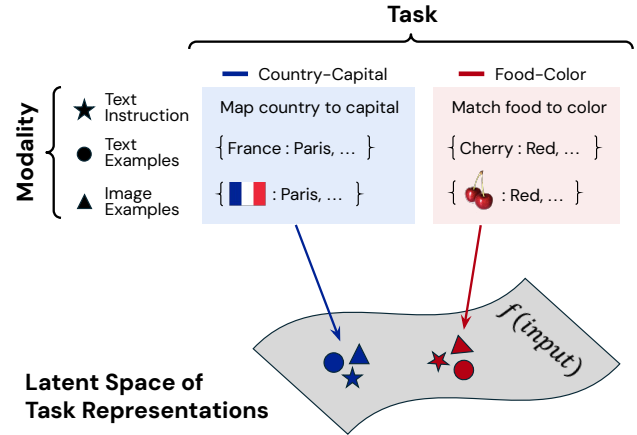 Task
Country-Capital
Food-Color
Modality
Text
Instruction
Text
Examples
Image
Examples
Map country to capital
{ France : Paris, … }
{ : Paris, … }
Match food to color
{ Cherry : Red, … }
{ : Red, … }
f(input)
Latent Space of
Task Representations